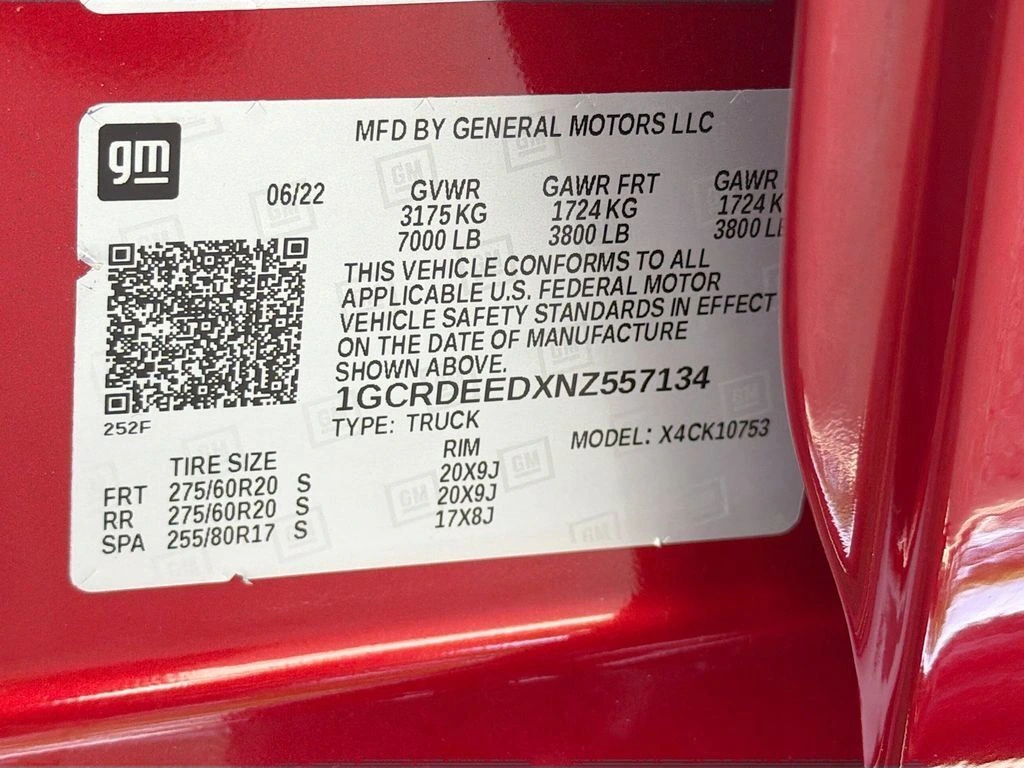 gm
MFD BY GENERAL MOTORS LLC
06/22 GVWR GAWR FRT GAWR
3175 KG 1724 KG 1724 K
7000 LB 3800 LB 3800 L
THIS VEHICLE CONFORMS TO ALL
APPLICABLE U.S. FEDERAL MOTOR
VEHICLE SAFETY STANDARDS IN EFFECT
ON THE DATE OF MANUFACTURE
SHOWN ABOVE.
1GCRDEEDXNZ557134
252F
TYPE: TRUCK MODEL: X4CK10753
TIRE SIZE RIM
FRT 275/60R20 S 20X9J
RR 275/60R20 S 20X9J
SPA 255/80R17 S 17X8J